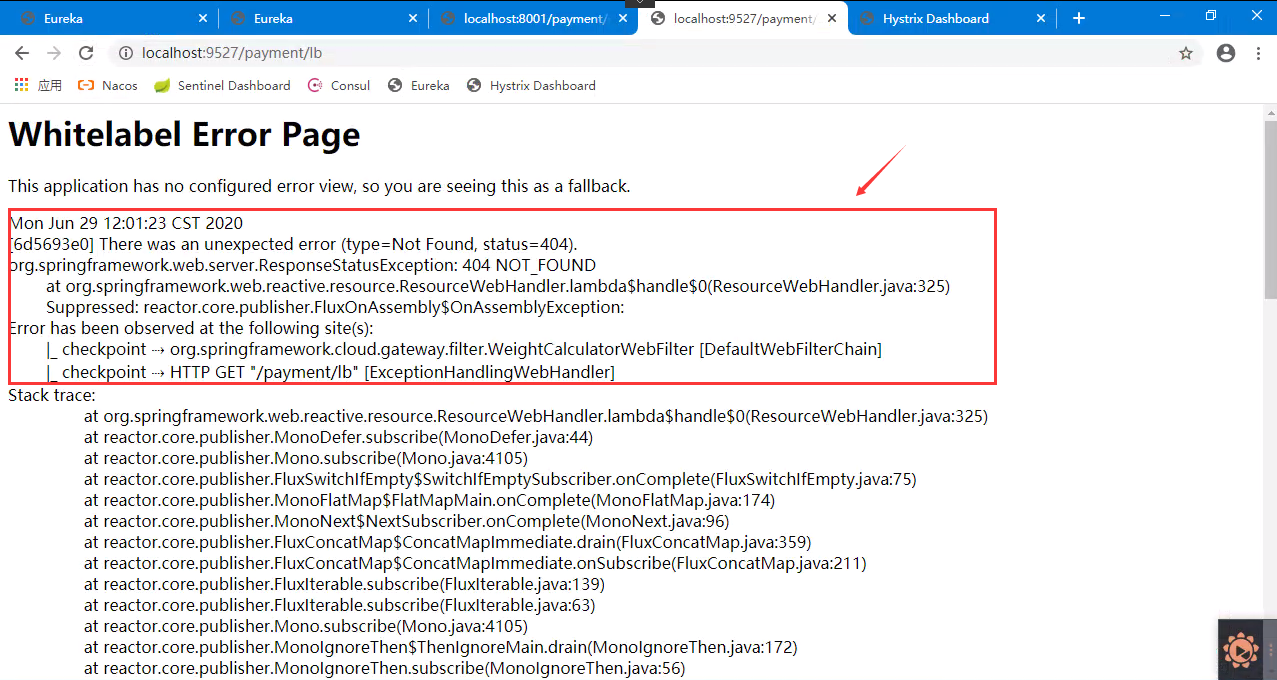 Eureka
Eureka
localhost:8001/payment/
localhost:9527/payment/
Hystrix Dashboard
localhost:9527/payment/lb
应用 Nacos Sentinel Dashboard Consul Eureka Hystrix Dashboard
Whitelabel Error Page
This application has no configured error view, so you are seeing this as a fallback.
Mon Jun 29 12:01:23 CST 2020
[6d5693e0] There was an unexpected error (type=Not Found, status=404).
org.springframework.web.server.ResponseStatusException: 404 NOT_FOUND
at org.springframework.web.reactive.resource.ResourceWebHandler.lambda$handle$0(ResourceWebHandler.java:325)
Suppressed: reactor.core.publisher.FluxOnAssembly$OnAssemblyException:
Error has been observed at the following site(s):
|_ checkpoint ⇢ org.springframework.cloud.gateway.filter.WeightCalculatorWebFilter [DefaultWebFilterChain]
|_ checkpoint ⇢ HTTP GET "/payment/lb" [ExceptionHandlingWebHandler]
Stack trace:
at org.springframework.web.reactive.resource.ResourceWebHandler.lambda$handle$0(ResourceWebHandler.java:325)
at reactor.core.publisher.MonoDefer.subscribe(MonoDefer.java:44)
at reactor.core.publisher.Mono.subscribe(Mono.java:4105)
at reactor.core.publisher.FluxSwitchIfEmpty$SwitchIfEmptySubscriber.onComplete(FluxSwitchIfEmpty.java:75)
at reactor.core.publisher.MonoFlatMap$FlatMapMain.onComplete(MonoFlatMap.java:174)
at reactor.core.publisher.MonoNext$NextSubscriber.onComplete(MonoNext.java:96)
at reactor.core.publisher.FluxConcatMap$ConcatMapImmediate.drain(FluxConcatMap.java:359)
at reactor.core.publisher.FluxConcatMap$ConcatMapImmediate.onSubscribe(FluxConcatMap.java:211)
at reactor.core.publisher.FluxIterable.subscribe(FluxIterable.java:139)
at reactor.core.publisher.FluxIterable.subscribe(FluxIterable.java:63)
at reactor.core.publisher.Mono.subscribe(Mono.java:4105)
at reactor.core.publisher.MonoIgnoreThen$ThenIgnoreMain.drain(MonoIgnoreThen.java:172)
at reactor.core.publisher.MonoIgnoreThen.subscribe(MonoIgnoreThen.java:56)